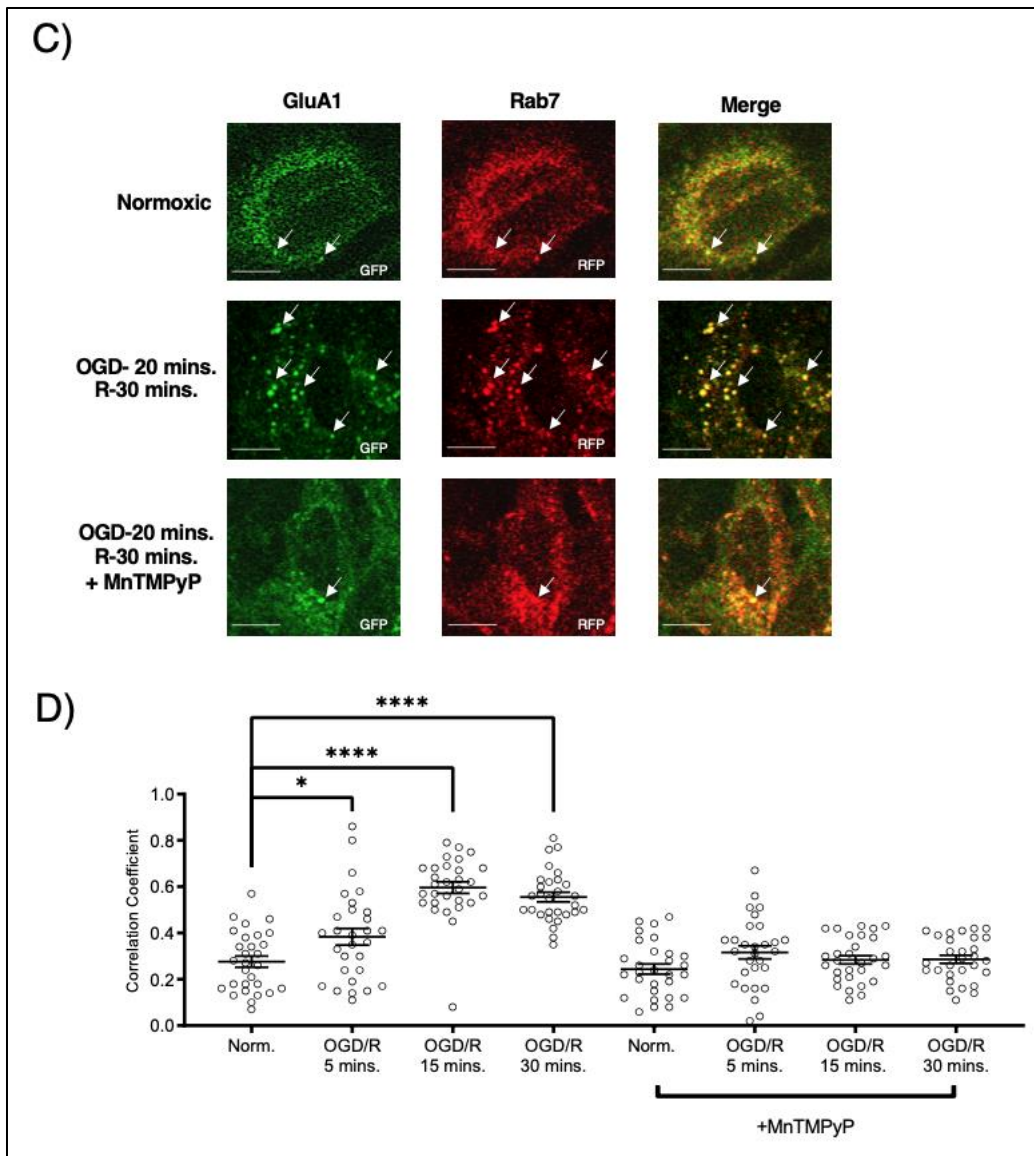 C)
GluA1 Rab7 Merge
Normoxic
GFP RFP
OGD- 20 mins.
R-30 mins.
GFP RFP
OGD-20 mins.
R-30 mins.
+ MnTMPyP
GFP RFP
D)
****
****
*
Correlation Coefficient
1.0
0.8
0.6
0.4
0.2
0.0
Norm. OGD/R OGD/R OGD/R Norm. OGD/R OGD/R OGD/R
5 mins. 15 mins. 30 mins. 5 mins. 15 mins. 30 mins.
+MnTMPyP